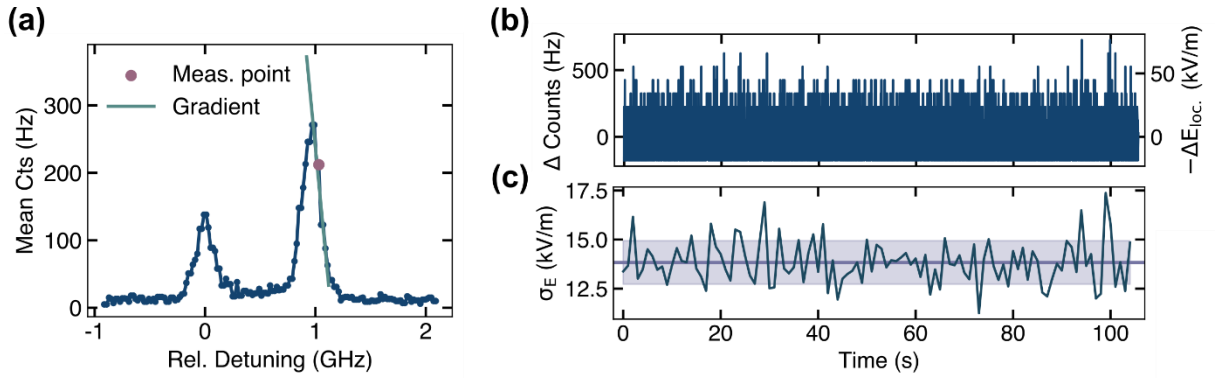 (a)
Mean Cts (Hz)
300
200
100
0
Meas. point
Gradient
-1
0
1
2
Rel. Detuning (GHz)
(b)
Δ Counts (Hz)
500
0
50
0
−ΔE_loc. (kV/m)
(c)
σ_E (kV/m)
17.5
15.0
12.5
0
20
40
60
80
100
Time (s)